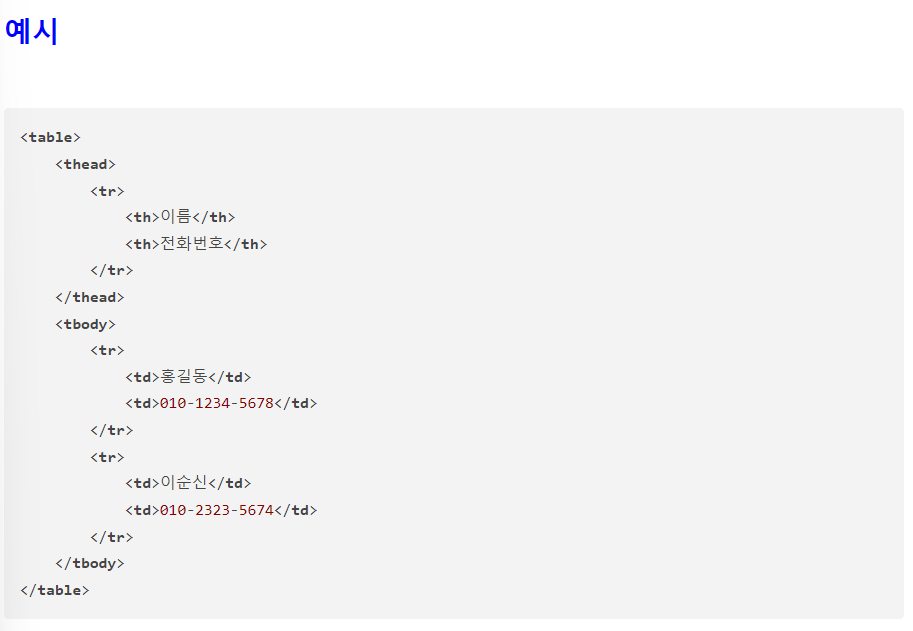 예시
<table>
    <thead>
        <tr>
            <th>이름</th>
            <th>전화번호</th>
        </tr>
    </thead>
    <tbody>
        <tr>
            <td>홍길동</td>
            <td>010-1234-5678</td>
        </tr>
        <tr>
            <td>이순신</td>
            <td>010-2323-5674</td>
        </tr>
    </tbody>
</table>